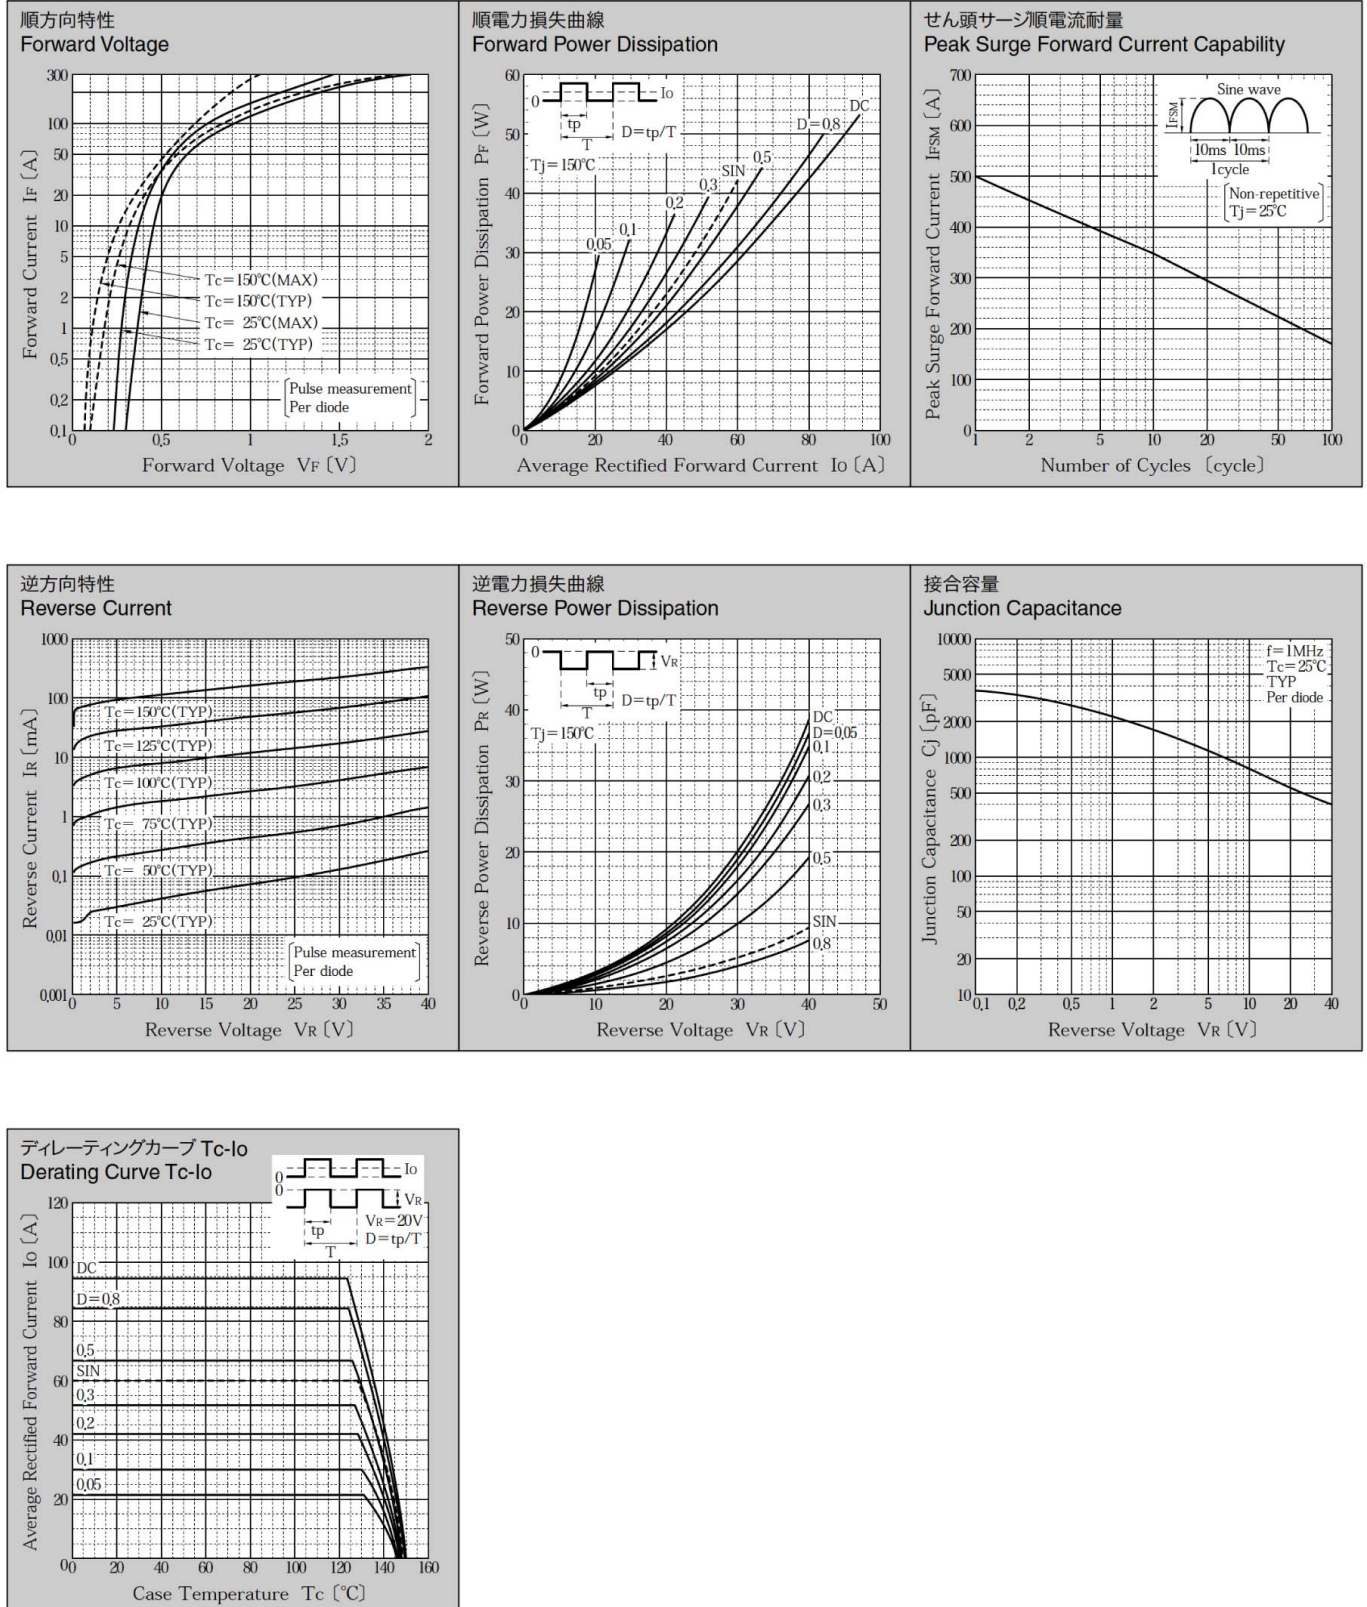 順方向特性
Forward Voltage
300
100
50
20
10
5
2
1
0.5
0.2
0.1
0
0.5
1
1.5
2
Forward Current IF [A]
Tc=150℃(MAX)
Tc=150℃(TYP)
Tc= 25℃(MAX)
Tc= 25℃(TYP)
Pulse measurement
Per diode
Forward Voltage VF [V]
順電力損失曲線
Forward Power Dissipation
60
50
40
30
20
10
0
0
20
40
60
80
100
Forward Power Dissipation PF [W]
0
Io
tp
T
D=tp/T
Tj=150℃
DC
D=0.8
0.5
SIN
0.3
0.2
0.1
0.05
Average Rectified Forward Current Io [A]
せん頭サージ順電流耐量
Peak Surge Forward Current Capability
700
600
500
400
300
200
100
0
1
2
5
10
20
50
100
Peak Surge Forward Current IFSM [A]
Sine wave
IFSM
10ms 10ms
1cycle
Non-repetitive
Tj=25℃
Number of Cycles [cycle]
逆方向特性
Reverse Current
1000
100
10
1
0.1
0.01
0.001
0
5
10
15
20
25
30
35
40
Reverse Current IR [mA]
Tc=150℃(TYP)
Tc=125℃(TYP)
Tc=100℃(TYP)
Tc= 75℃(TYP)
Tc= 50℃(TYP)
Tc= 25℃(TYP)
Pulse measurement
Per diode
Reverse Voltage VR [V]
逆電力損失曲線
Reverse Power Dissipation
50
40
30
20
10
0
0
10
20
30
40
50
Reverse Power Dissipation PR [W]
0
VR
tp
T
D=tp/T
Tj=150℃
DC
D=0.05
0.1
0.2
0.3
0.5
SIN
0.8
Reverse Voltage VR [V]
接合容量
Junction Capacitance
10000
5000
2000
1000
500
200
100
50
20
10
0.1
0.2
0.5
1
2
5
10
20
40
Junction Capacitance Cj [pF]
f=1MHz
Tc=25℃
TYP
Per diode
Reverse Voltage VR [V]
ディレーティングカーブ Tc-Io
Derating Curve Tc-Io
0
Io
0
VR
tp
VR=20V
T
D=tp/T
120
100
80
60
40
20
0
0
20
40
60
80
100
120
140
160
Average Rectified Forward Current Io [A]
DC
D=0.8
0.5
SIN
0.3
0.2
0.1
0.05
Case Temperature Tc [℃]